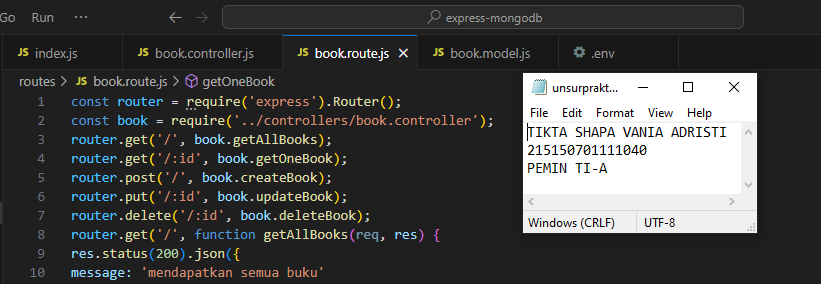 Go Run ... express-mongodb
JS index.js JS book.controller.js JS book.route.js JS book.model.js .env
routes > JS book.route.js > getOneBook
1 const router = require('express').Router();
2 const book = require('../controllers/book.controller');
3 router.get('/', book.getAllBooks);
4 router.get('/:id', book.getOneBook);
5 router.post('/', book.createBook);
6 router.put('/:id', book.updateBook);
7 router.delete('/:id', book.deleteBook);
8 router.get('/', function getAllBooks(req, res) {
9 res.status(200).json({
10 message: 'mendapatkan semua buku'
unsurprakt...
File Edit Format View Help
TIKTA SHAPA VANIA ADRISTI
215150701111040
PEMIN TI-A
Windows (CRLF) UTF-8